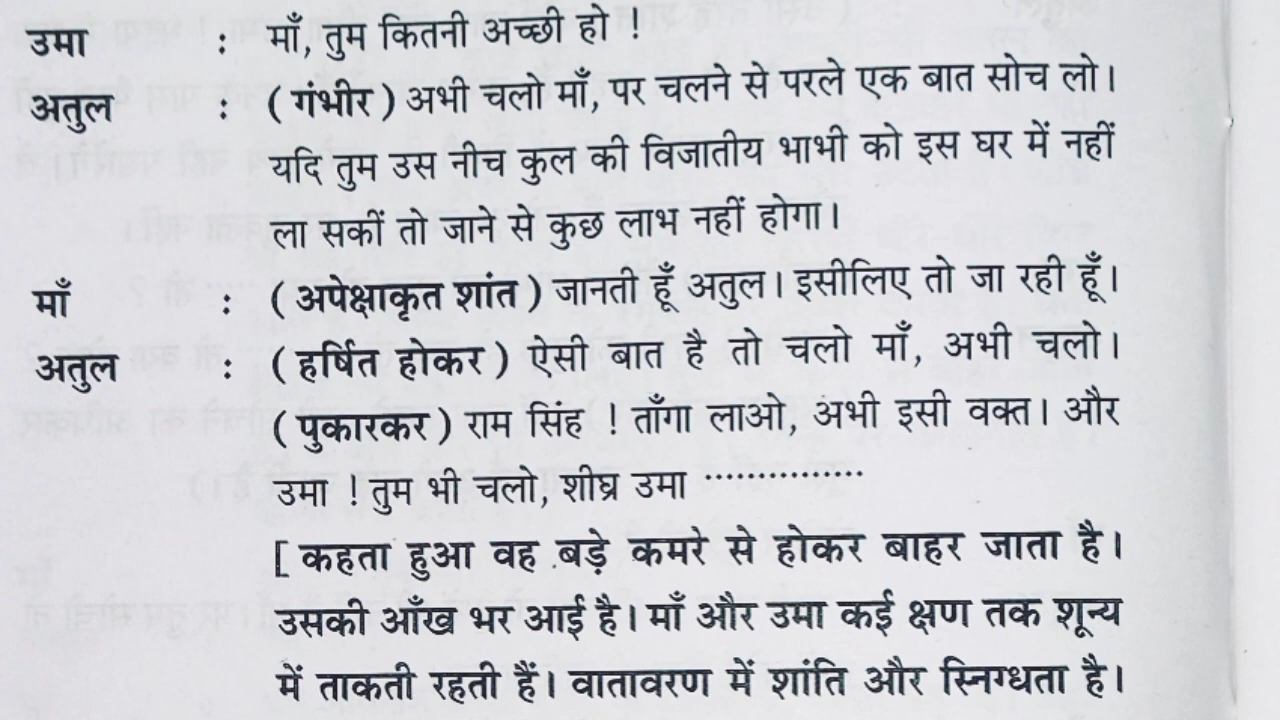 उमा : माँ, तुम कितनी अच्छी हो !
अतुल : ( गंभीर ) अभी चलो माँ, पर चलने से परले एक बात सोच लो।
यदि तुम उस नीच कुल की विजातीय भाभी को इस घर में नहीं
ला सकीं तो जाने से कुछ लाभ नहीं होगा।
माँ : ( अपेक्षाकृत शांत ) जानती हूँ अतुल। इसीलिए तो जा रही हूँ।
अतुल : ( हर्षित होकर ) ऐसी बात है तो चलो माँ, अभी चलो।
( पुकारकर ) राम सिंह ! ताँगा लाओ, अभी इसी वक्त। और
उमा ! तुम भी चलो, शीघ्र उमा ...............
[ कहता हुआ वह बड़े कमरे से होकर बाहर जाता है।
उसकी आँख भर आई है। माँ और उमा कई क्षण तक शून्य
में ताकती रहती हैं। वातावरण में शांति और स्निग्धता है।